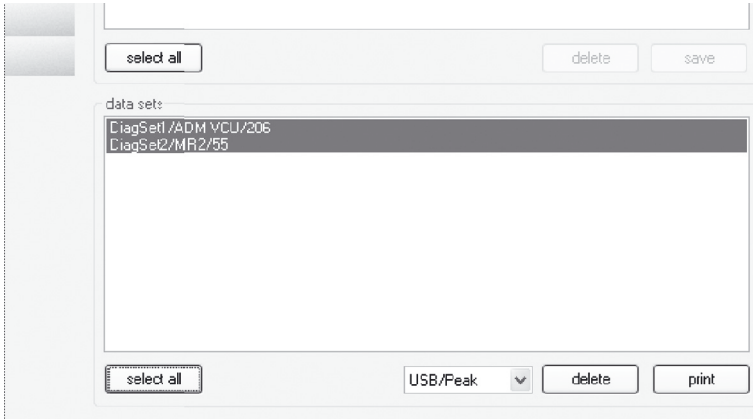 select all delete save
data sets
DiagSet1/ADM VCU/206
DiagSet2/MR2/55
select all USB/Peak delete print